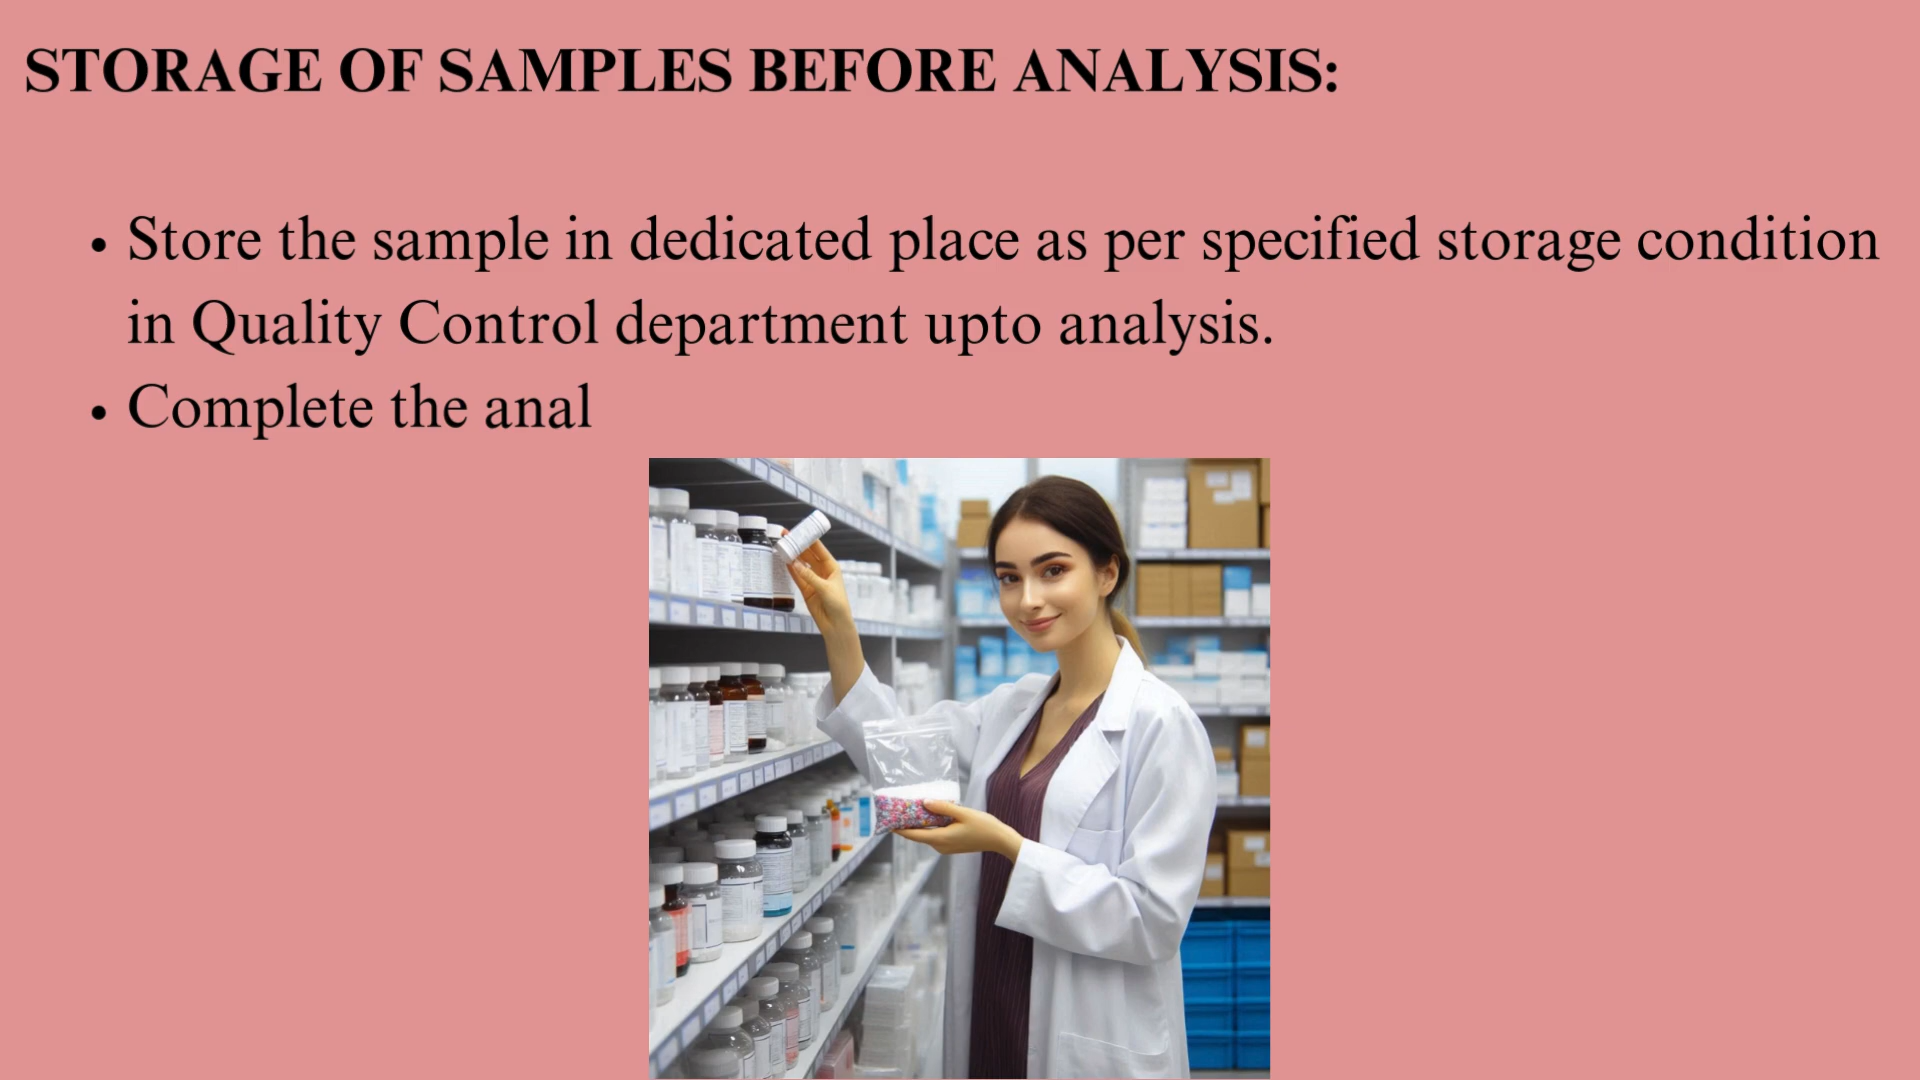 STORAGE OF SAMPLES BEFORE ANALYSIS:
• Store the sample in dedicated place as per specified storage condition
in Quality Control department upto analysis.
• Complete the anal